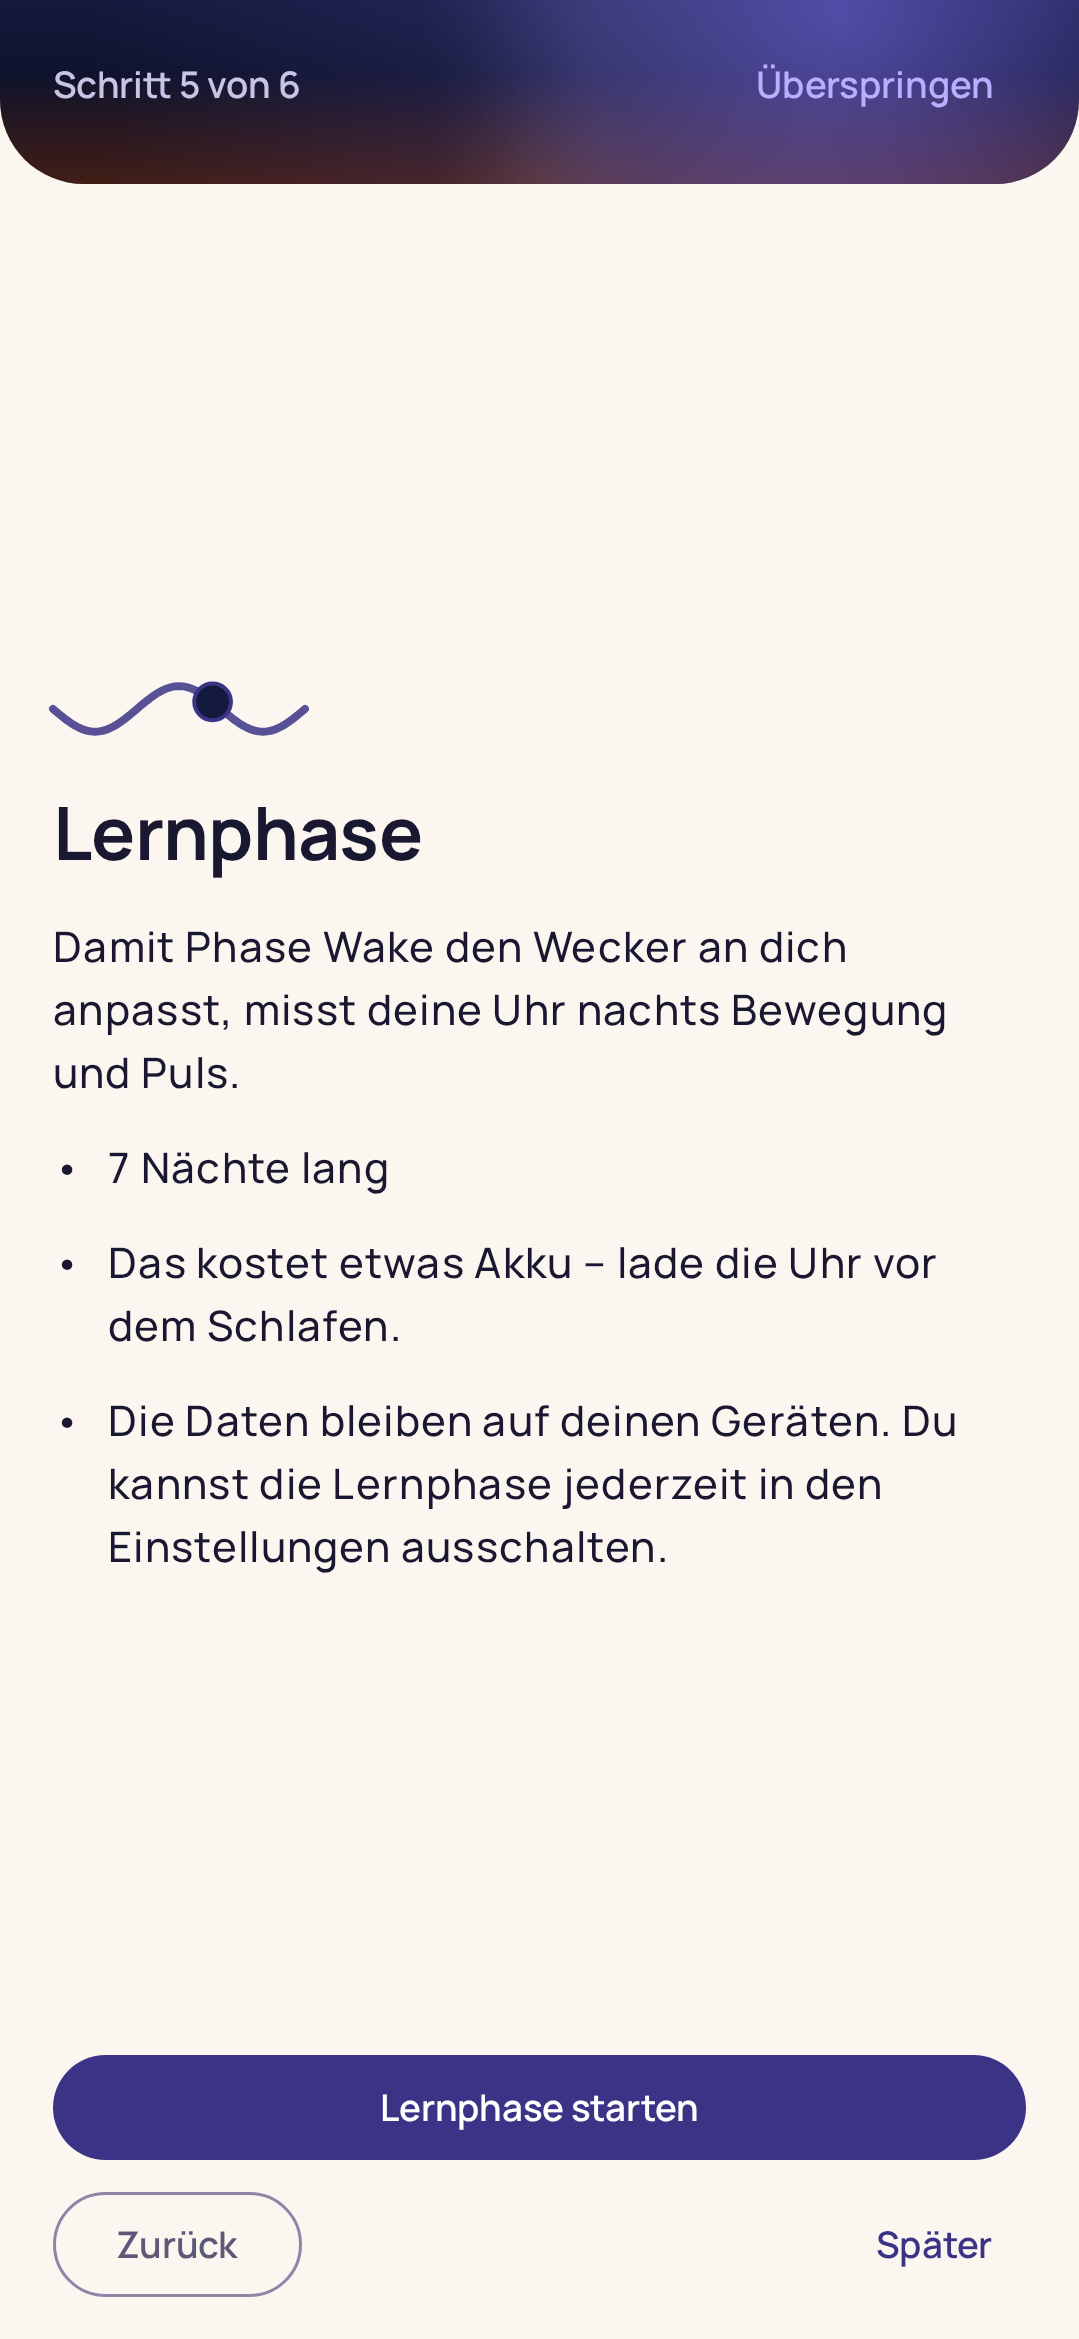 Schritt 5 von 6
Überspringen
Lernphase
Damit Phase Wake den Wecker an dich
anpasst, misst deine Uhr nachts Bewegung
und Puls.
• 7 Nächte lang
• Das kostet etwas Akku – lade die Uhr vor
dem Schlafen.
• Die Daten bleiben auf deinen Geräten. Du
kannst die Lernphase jederzeit in den
Einstellungen ausschalten.
Lernphase starten
Zurück
Später